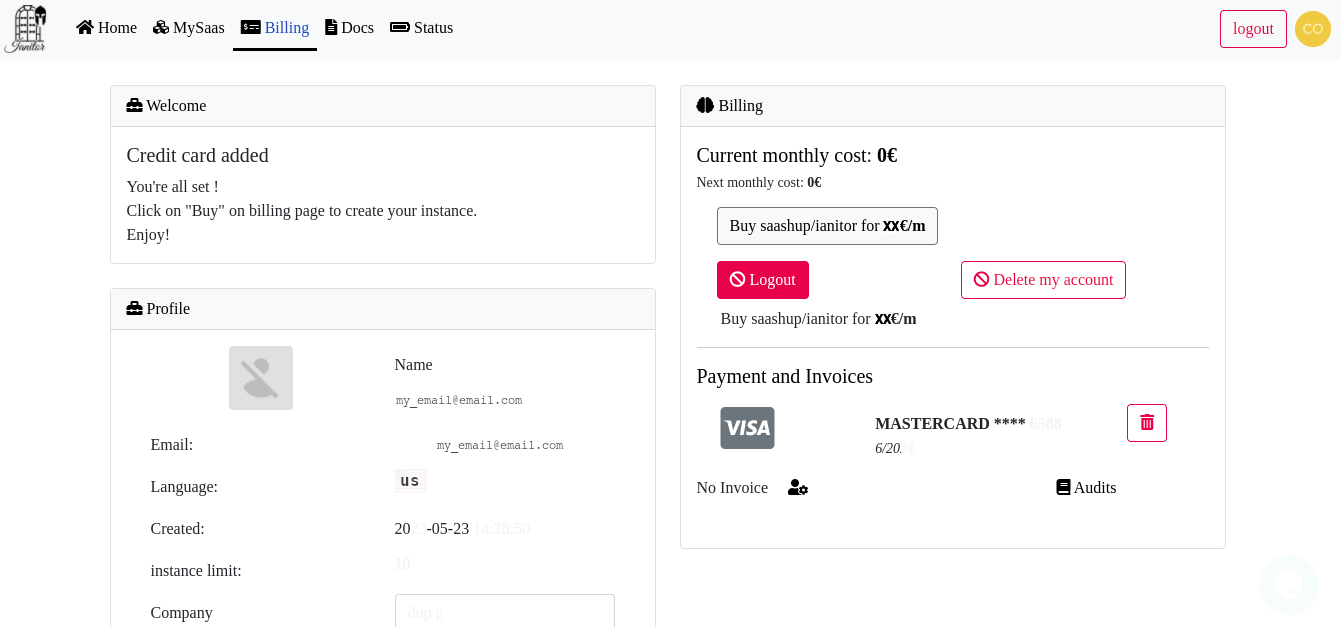 Janitor
Home MySaas Billing Docs Status
logout
CO
Welcome
Credit card added
You're all set !
Click on "Buy" on billing page to create your instance.
Enjoy!
Profile
Name
my_email@email.com
Email: my_email@email.com
Language: us
Created: 2023-05-23 14:28:50
instance limit: 10
Company dup g
Billing
Current monthly cost: 0€
Next monthly cost: 0€
Buy saashup/ianitor for xx€/m
Logout Delete my account
Buy saashup/ianitor for xx€/m
Payment and Invoices
VISA MASTERCARD **** 6588
6/2024
No Invoice Audits